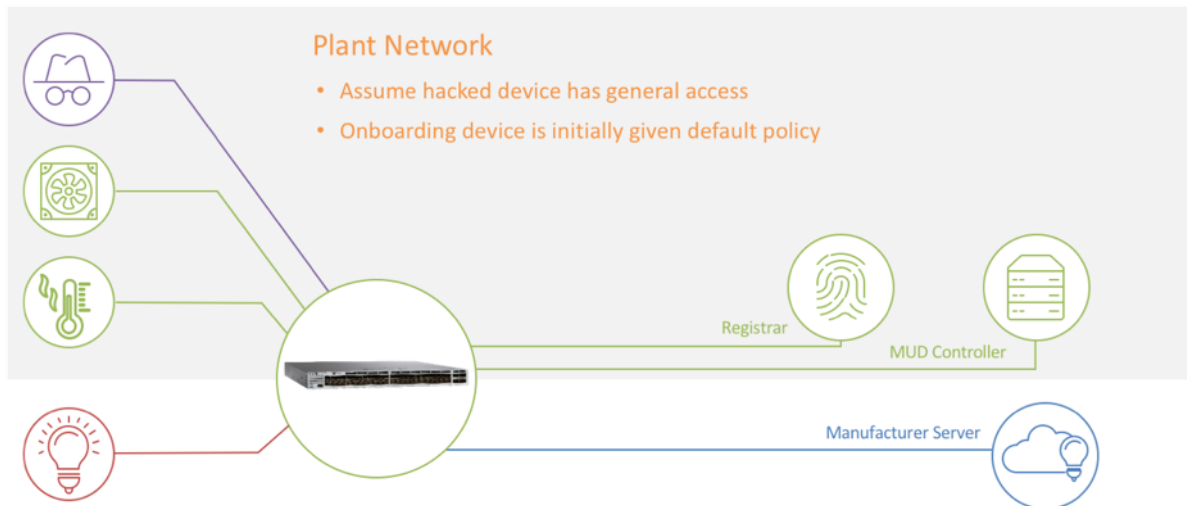 Plant Network
• Assume hacked device has general access
• Onboarding device is initially given default policy
Registrar
MUD Controller
Manufacturer Server